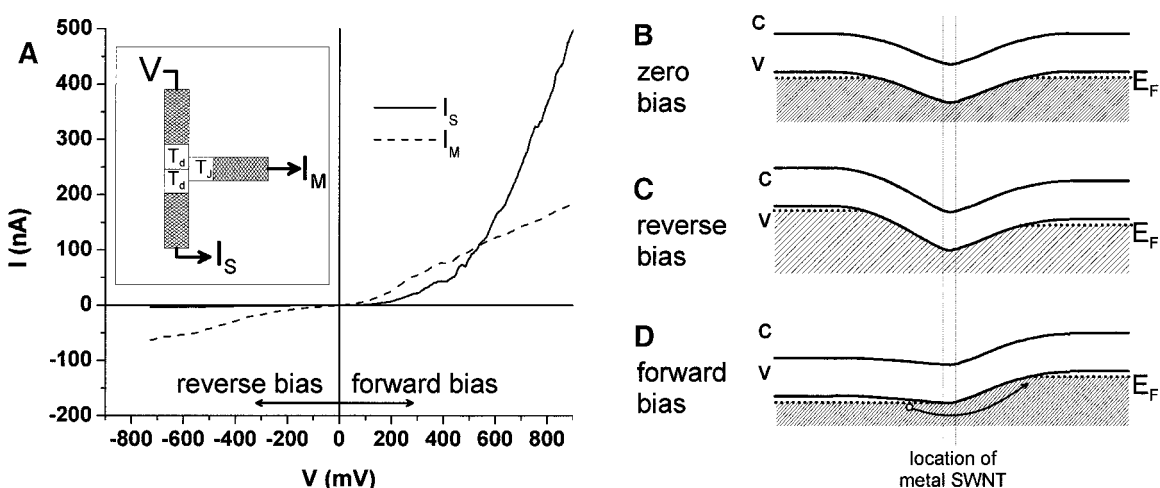 A
500
400
300
200
100
0
-100
-200
I (nA)
-800 -600 -400 -200 0 200 400 600 800
V (mV)
V
T_d
T_d
T_J
I_M
I_S
I_S
I_M
reverse bias
forward bias
B
zero
bias
C
V
E_F
C
reverse
bias
C
V
E_F
D
forward
bias
C
V
E_F
location of
metal SWNT